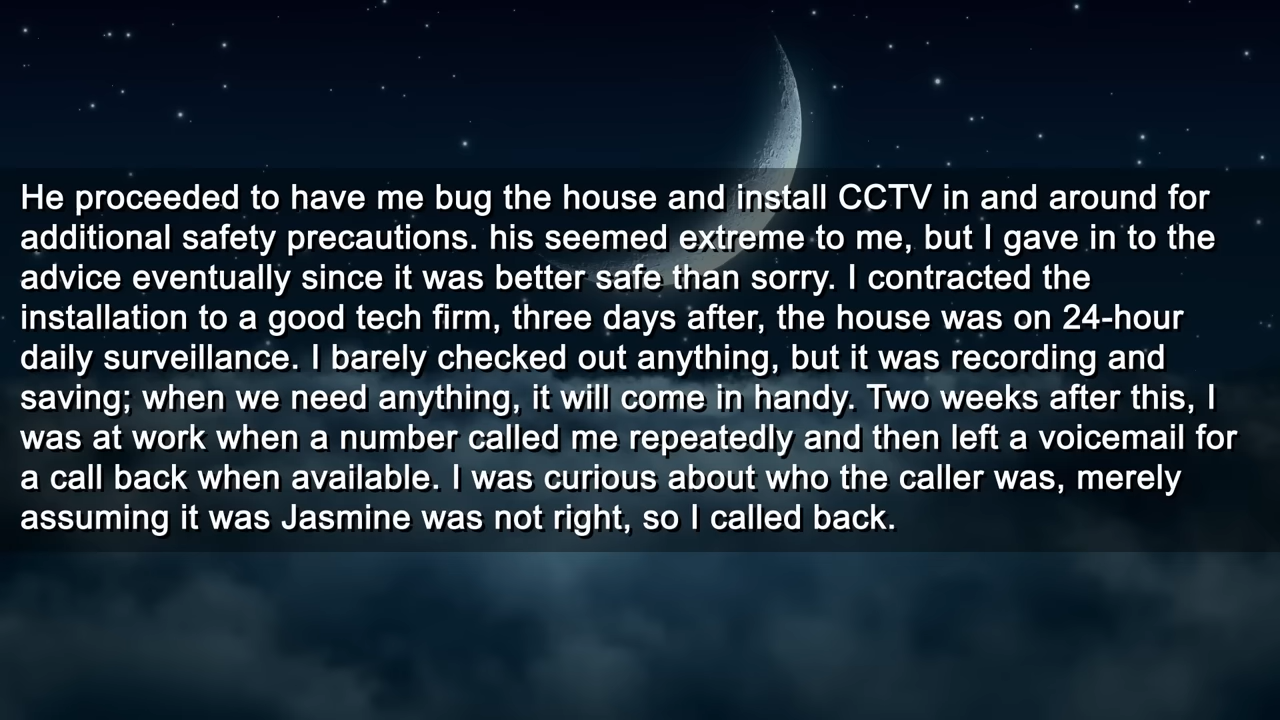 He proceeded to have me bug the house and install CCTV in and around for
additional safety precautions. his seemed extreme to me, but I gave in to the
advice eventually since it was better safe than sorry. I contracted the
installation to a good tech firm, three days after, the house was on 24-hour
daily surveillance. I barely checked out anything, but it was recording and
saving; when we need anything, it will come in handy. Two weeks after this, I
was at work when a number called me repeatedly and then left a voicemail for
a call back when available. I was curious about who the caller was, merely
assuming it was Jasmine was not right, so I called back.